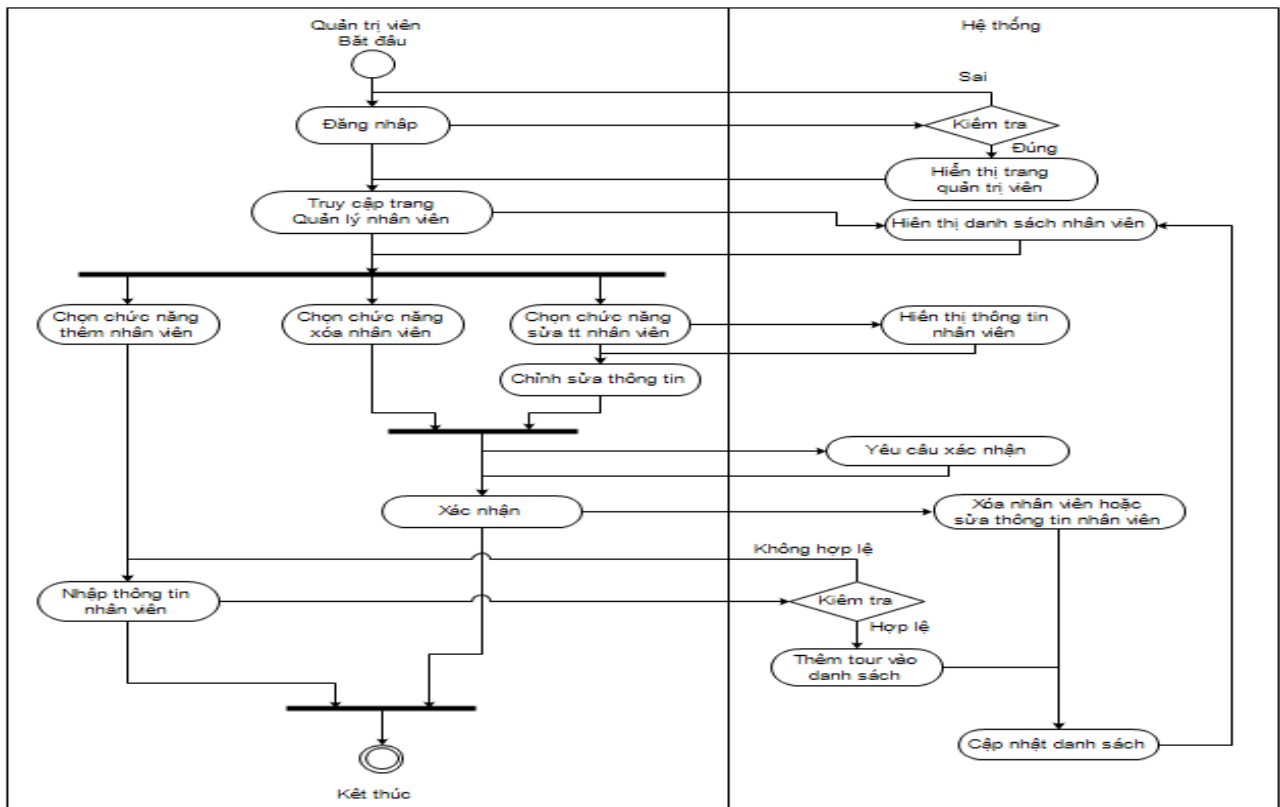 Quản trị viên
Bắt đầu
Hệ thống
Sai
Đăng nhập
Kiểm tra
Đúng
Hiển thị trang
quản trị viên
Truy cập trang
Quản lý nhân viên
Hiển thị danh sách nhân viên
Chọn chức năng
thêm nhân viên
Chọn chức năng
xóa nhân viên
Chọn chức năng
sửa tt nhân viên
Hiển thị thông tin
nhân viên
Chỉnh sửa thông tin
Yêu cầu xác nhận
Xác nhận
Xóa nhân viên hoặc
sửa thông tin nhân viên
Không hợp lệ
Nhập thông tin
nhân viên
Kiểm tra
Hợp lệ
Thêm tour vào
danh sách
Cập nhật danh sách
Kết thúc